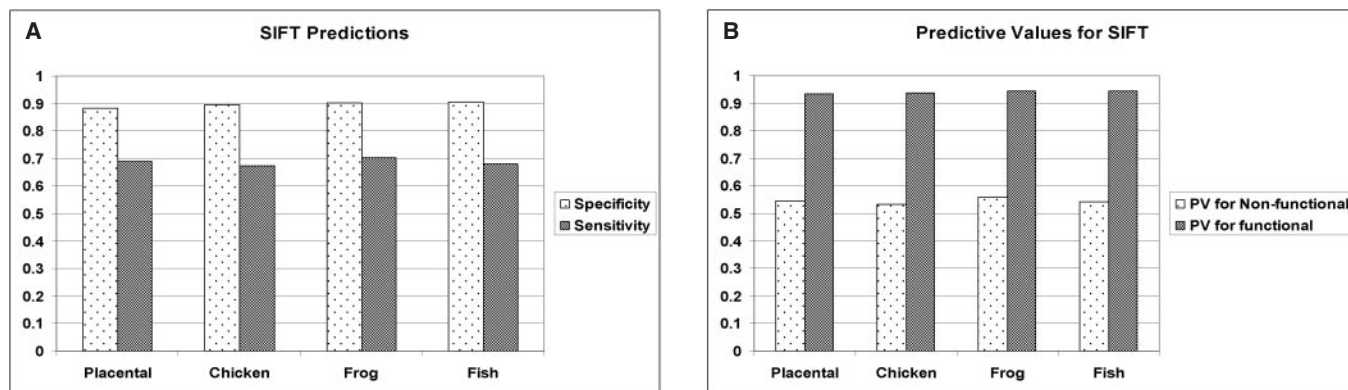 A
SIFT Predictions
1
0.9
0.8
0.7
0.6
0.5
0.4
0.3
0.2
0.1
0
Placental Chicken Frog Fish
Specificity
Sensitivity
B
Predictive Values for SIFT
1
0.9
0.8
0.7
0.6
0.5
0.4
0.3
0.2
0.1
0
Placental Chicken Frog Fish
PV for Non-functional
PV for functional